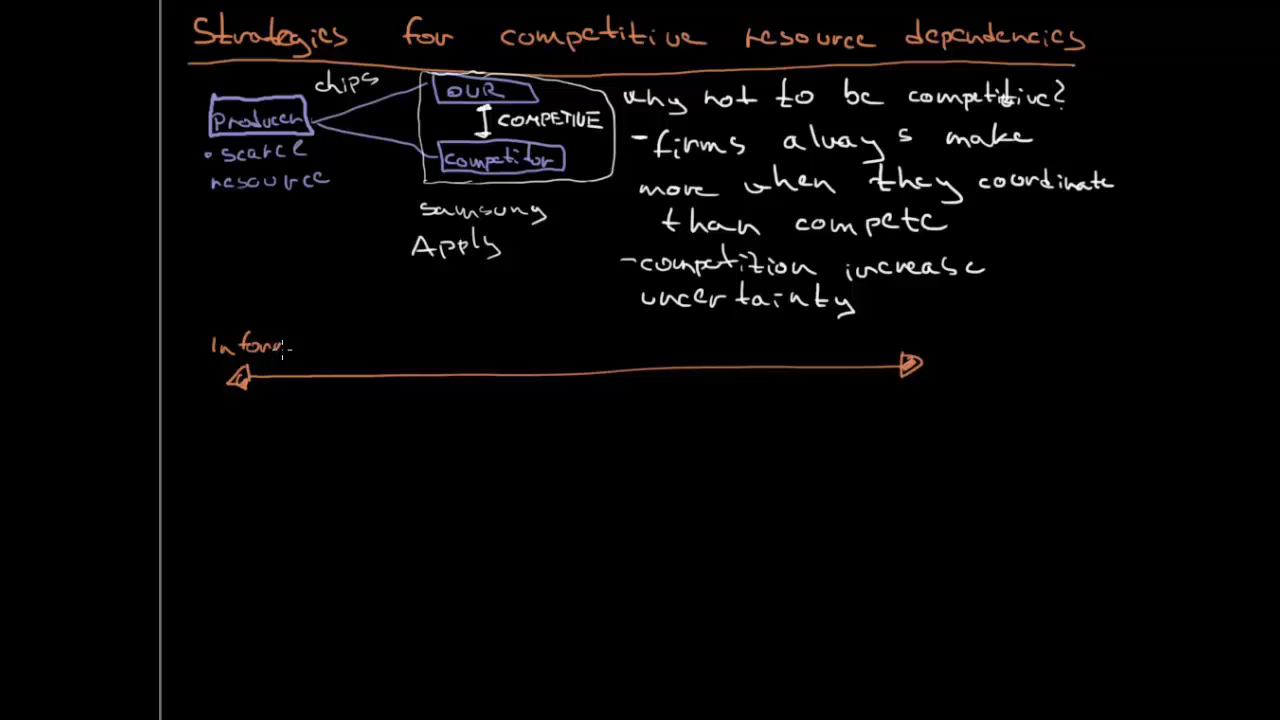 Strategies for competitive resource dependencies
chips
producer
• scarce
resource
OUR
COMPETIVE
competitor
Samsung
Apply
why not to be competitive?
- firms always make
more when they coordinate
than compete
- competition increase
uncertainty
Inform